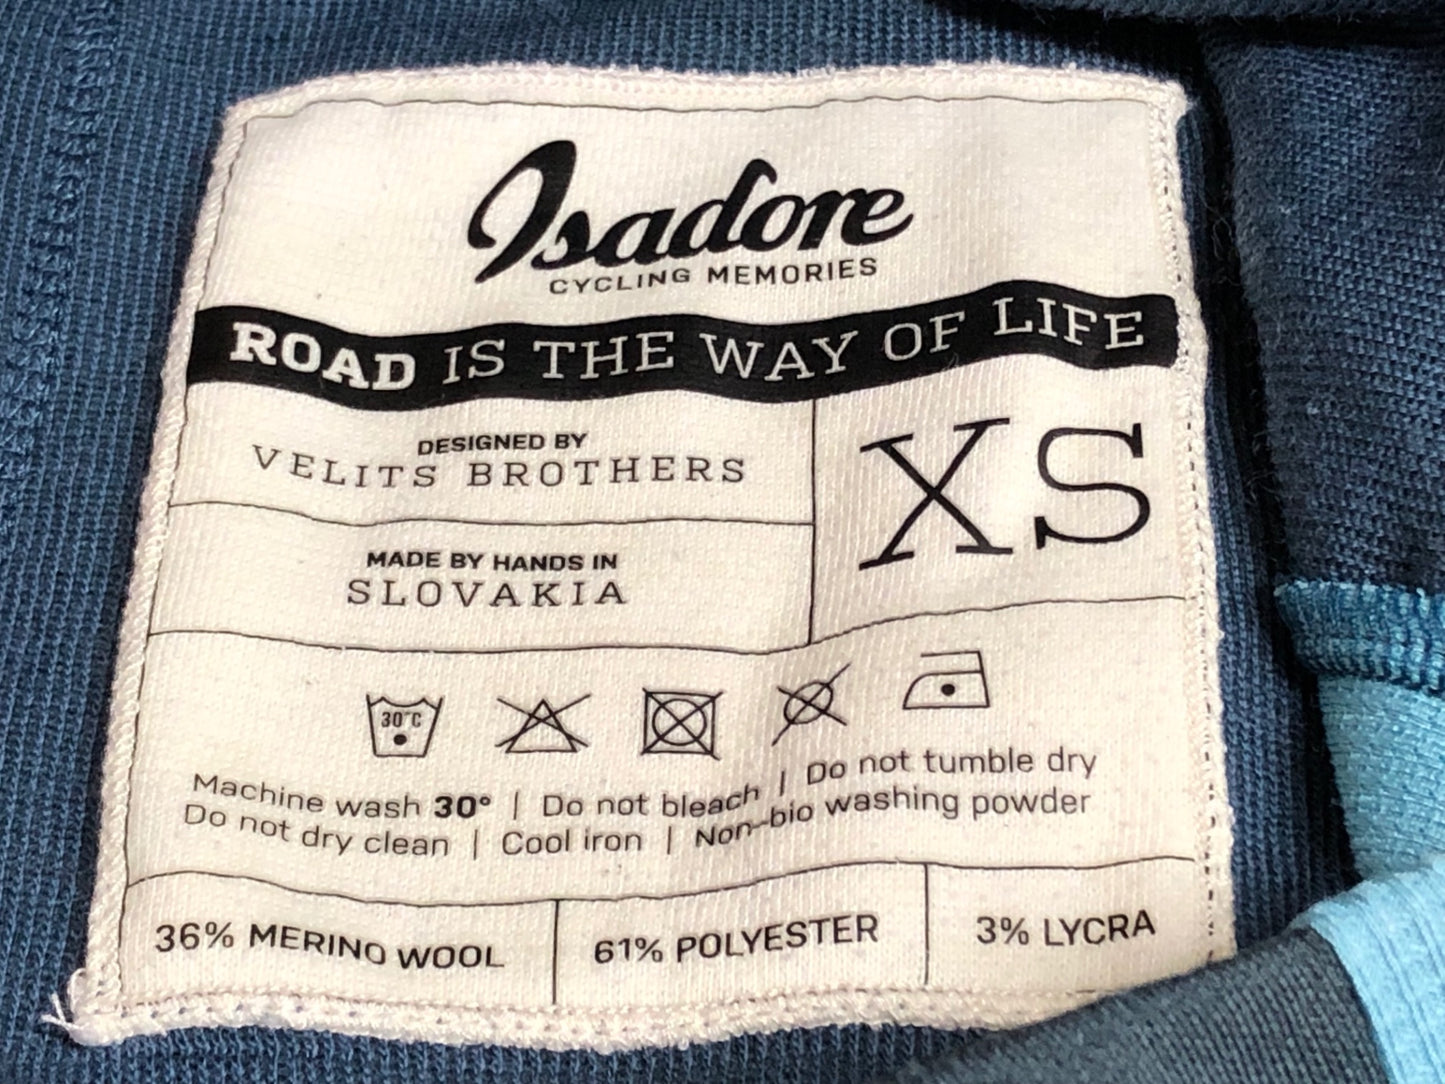 Isadore
CYCLING MEMORIES
ROAD IS THE WAY OF LIFE
DESIGNED BY
VELITS BROTHERS
XS
MADE BY HANDS IN
SLOVAKIA
30°C
Machine wash 30° | Do not bleach | Do not tumble dry
Do not dry clean | Cool iron | Non-bio washing powder
36% MERINO WOOL
61% POLYESTER
3% LYCRA